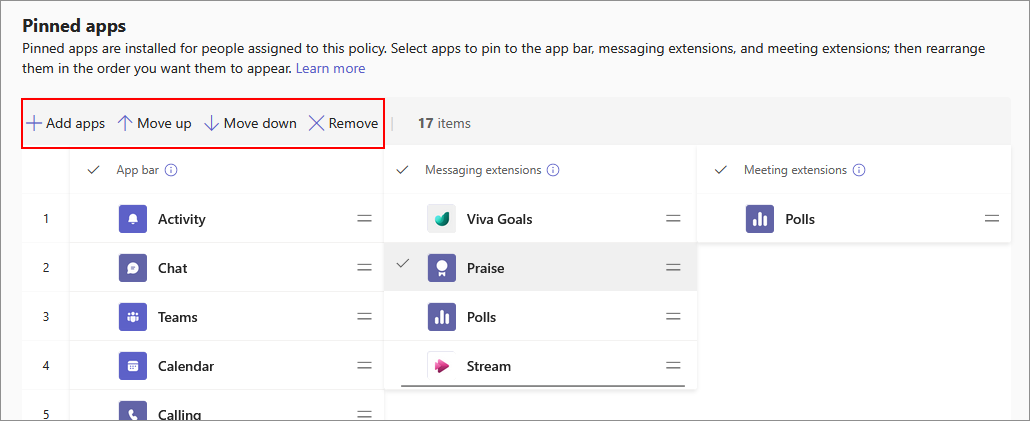 Pinned apps
Pinned apps are installed for people assigned to this policy. Select apps to pin to the app bar, messaging extensions, and meeting extensions; then rearrange
them in the order you want them to appear. Learn more
Add apps Move up Move down Remove 17 items
App bar Messaging extensions Meeting extensions
1 Activity Viva Goals Polls
2 Chat Praise
3 Teams Polls
4 Calendar Stream
5 Calling